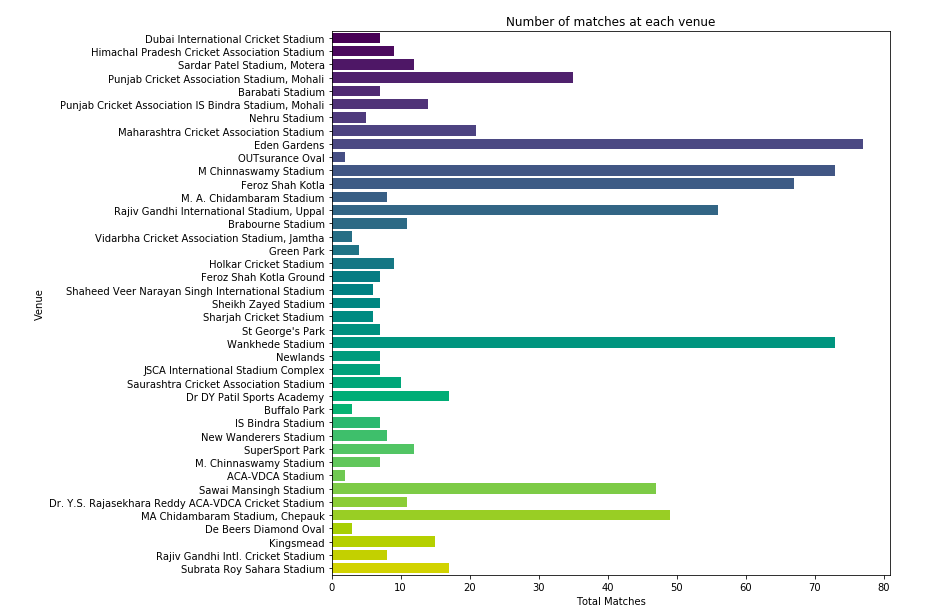 Number of matches at each venue
Dubai International Cricket Stadium
Himachal Pradesh Cricket Association Stadium
Sardar Patel Stadium, Motera
Punjab Cricket Association Stadium, Mohali
Barabati Stadium
Punjab Cricket Association IS Bindra Stadium, Mohali
Nehru Stadium
Maharashtra Cricket Association Stadium
Eden Gardens
OUTsurance Oval
M Chinnaswamy Stadium
Feroz Shah Kotla
M. A. Chidambaram Stadium
Rajiv Gandhi International Stadium, Uppal
Brabourne Stadium
Vidarbha Cricket Association Stadium, Jamtha
Green Park
Holkar Cricket Stadium
Feroz Shah Kotla Ground
Shaheed Veer Narayan Singh International Stadium
Sheikh Zayed Stadium
Sharjah Cricket Stadium
St George's Park
Wankhede Stadium
Newlands
JSCA International Stadium Complex
Saurashtra Cricket Association Stadium
Dr DY Patil Sports Academy
Buffalo Park
IS Bindra Stadium
New Wanderers Stadium
SuperSport Park
M. Chinnaswamy Stadium
ACA-VDCA Stadium
Sawai Mansingh Stadium
Dr. Y.S. Rajasekhara Reddy ACA-VDCA Cricket Stadium
MA Chidambaram Stadium, Chepauk
De Beers Diamond Oval
Kingsmead
Rajiv Gandhi Intl. Cricket Stadium
Subrata Roy Sahara Stadium
Venue
0 10 20 30 40 50 60 70 80
Total Matches